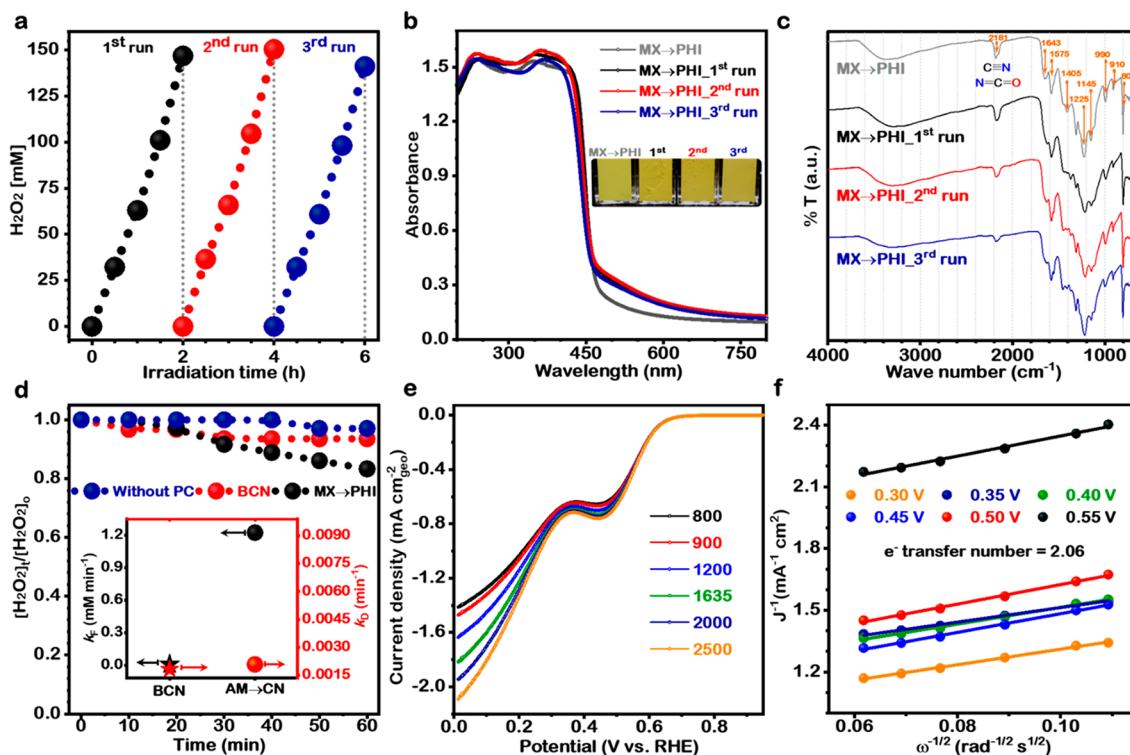 a
H₂O₂ [mM]
150
125
100
75
50
25
0
1st run
2nd run
3rd run
0 1 2 3 4 5 6
Irradiation time (h)
b
Absorbance
1.5
1.2
0.9
0.6
0.3
0.0
MX→PHI
MX→PHI_1st run
MX→PHI_2nd run
MX→PHI_3rd run
MX→PHI 1st 2nd 3rd
300 450 600 750
Wavelength (nm)
c
% T (a.u.)
2181
C≡N
N=C=O
1643
1575
1405
1225
1145
990
910
80
MX→PHI
MX→PHI_1st run
MX→PHI_2nd run
MX→PHI_3rd run
4000 3000 2000 1000
Wave number (cm⁻¹)
d
[H₂O₂]t/[H₂O₂]o
1.0
0.8
0.6
0.4
0.2
0.0
Without PC
BCN
MX→PHI
kF (mM min⁻¹)
1.2
0.9
0.6
0.3
0.0
0.0090
0.0075
0.0060
0.0045
0.0030
0.0015
kD (min⁻¹)
BCN AM→CN
0 10 20 30 40 50 60
Time (min)
e
Current density (mA cm⁻²geo)
0.0
-0.4
-0.8
-1.2
-1.6
-2.0
800
900
1200
1635
2000
2500
0.0 0.2 0.4 0.6 0.8
Potential (V vs. RHE)
f
J⁻¹ (mA⁻¹ cm²)
2.4
2.1
1.8
1.5
1.2
0.30 V 0.35 V 0.40 V
0.45 V 0.50 V 0.55 V
e⁻ transfer number = 2.06
0.06 0.08 0.10
ω⁻¹/² (rad⁻¹/² s¹/²)